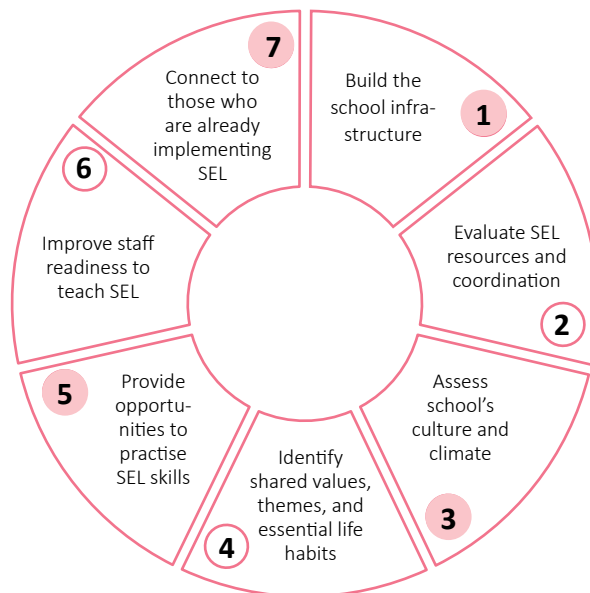 1
Build the
school infra-
structure
2
Evaluate SEL
resources and
coordination
3
Assess
school's
culture and
climate
4
Identify
shared values,
themes, and
essential life
habits
5
Provide
opportu-
nities to
practise
SEL skills
6
Improve staff
readiness to
teach SEL
7
Connect to
those who
are already
implementing
SEL